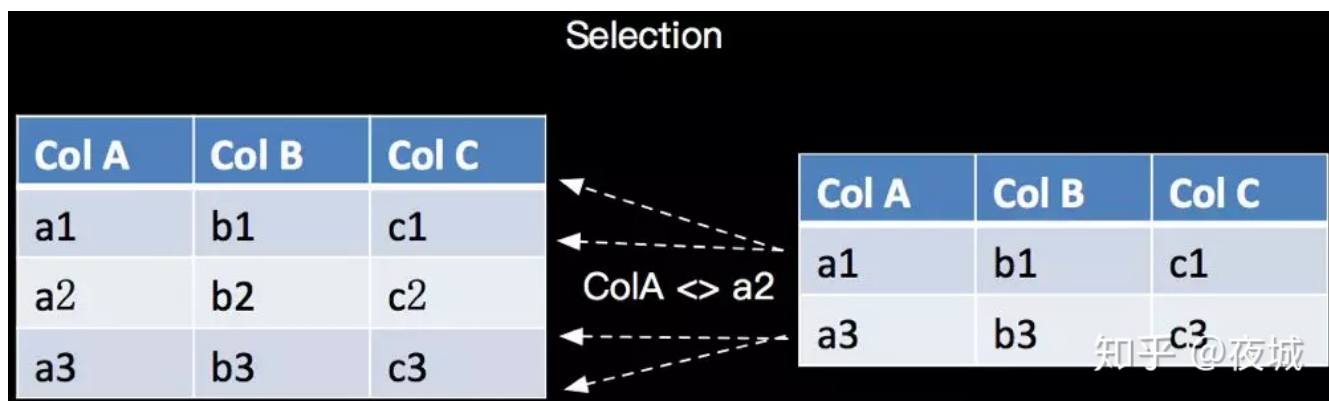 Selection
Col A Col B Col C
a1 b1 c1
a2 b2 c2
a3 b3 c3
ColA <> a2
Col A Col B Col C
a1 b1 c1
a3 b3 c3
知乎 @夜城